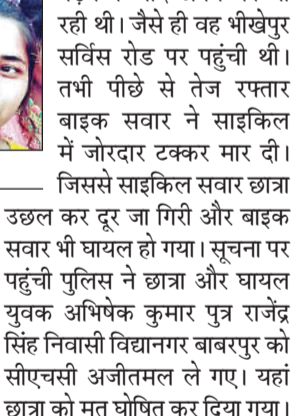 रही थी। जैसे ही वह भीखेपुर
सर्विस रोड पर पहुंची थी।
तभी पीछे से तेज रफ्तार
बाइक सवार ने साइकिल
में जोरदार टक्कर मार दी।
जिससे साइकिल सवार छात्रा
उछल कर दूर जा गिरी और बाइक
सवार भी घायल हो गया। सूचना पर
पहुंची पुलिस ने छात्रा और घायल
युवक अभिषेक कुमार पुत्र राजेंद्र
सिंह निवासी विद्यानगर बाबरपुर को
सीएचसी अजीतमल ले गए। यहां
छात्रा को मृत घोषित कर दिया गया।